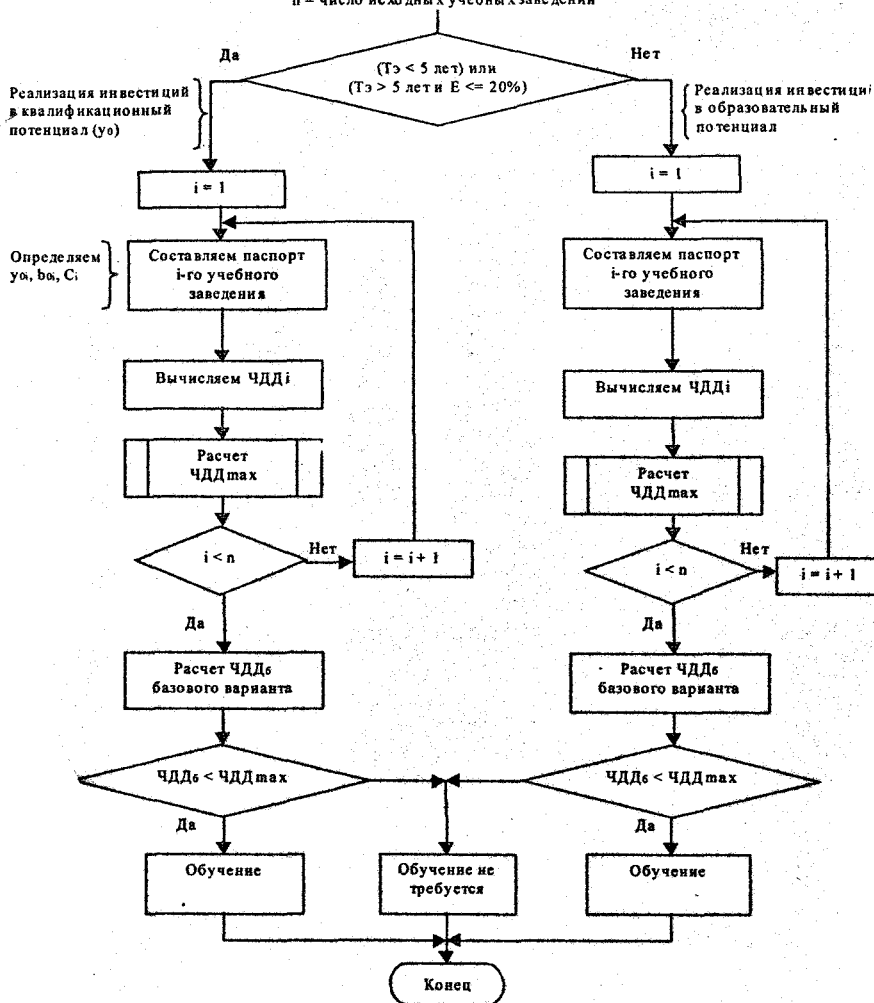 n = число исходных учебных заведений
Да
Нет
(Тэ < 5 лет) или
(Тэ > 5 лет и E <= 20%)
Реализация инвестиций
в квалификационный
потенциал (y₀)
Реализация инвестиций
в образовательный
потенциал
i = 1
i = 1
Определяем
y₀ᵢ, b₀ᵢ, Cᵢ
Составляем паспорт
i-го учебного
заведения
Составляем паспорт
i-го учебного
заведения
Вычисляем ЧДДi
Вычисляем ЧДДi
Расчет
ЧДДmax
Расчет
ЧДДmax
i < n
Нет
i = i + 1
i < n
Нет
i = i + 1
Да
Да
Расчет ЧДДб
базового варианта
Расчет ЧДДб
базового варианта
ЧДДб < ЧДДmax
ЧДДб < ЧДДmax
Да
Да
Обучение
Обучение не
требуется
Обучение
Конец